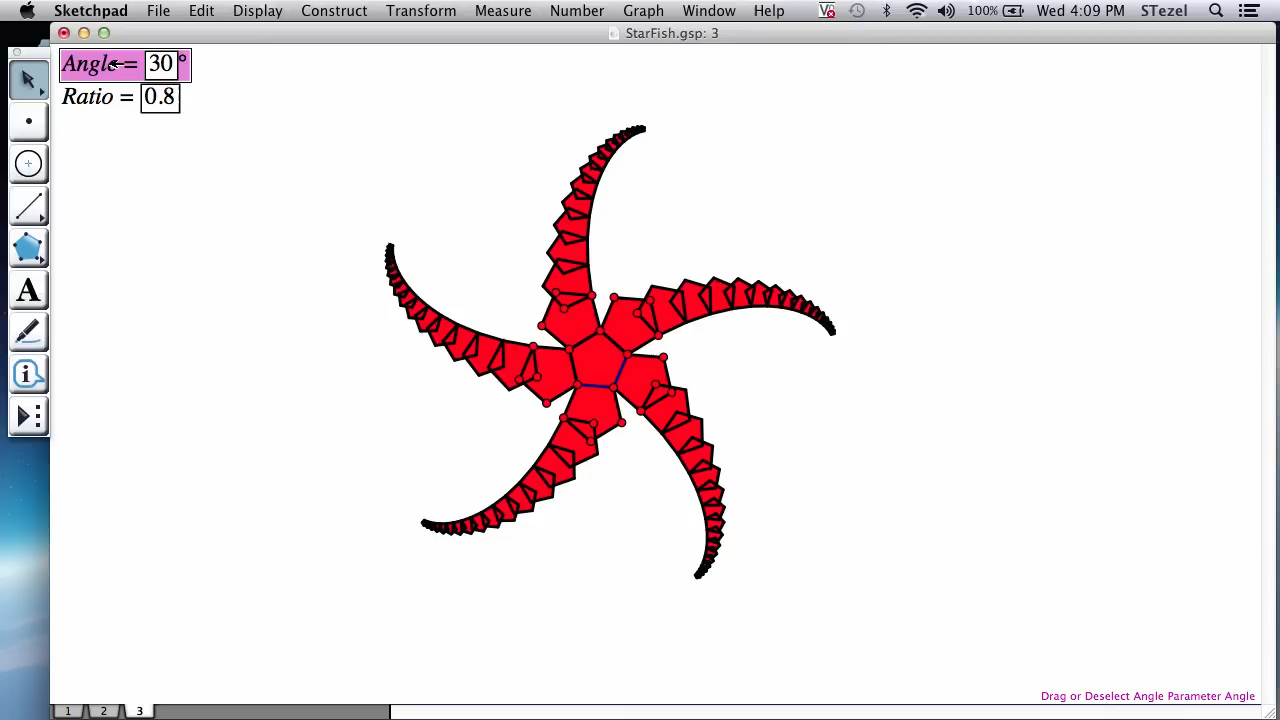 Sketchpad File Edit Display Construct Transform Measure Number Graph Window Help 100% Wed 4:09 PM STezel
StarFish.gsp: 3
Angle = 30°
Ratio = 0.8
A
Drag or Deselect Angle Parameter Angle
1 2 3